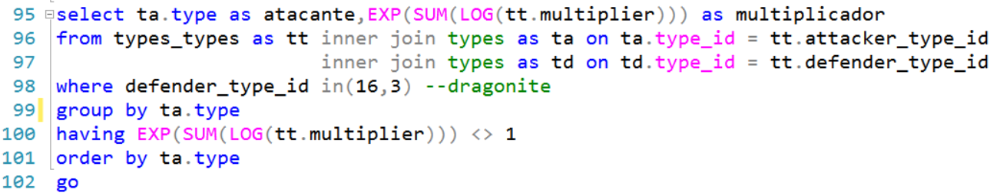 95 select ta.type as atacante,EXP(SUM(LOG(tt.multiplier))) as multiplicador
96 from types_types as tt inner join types as ta on ta.type_id = tt.attacker_type_id
97 inner join types as td on td.type_id = tt.defender_type_id
98 where defender_type_id in(16,3) --dragonite
99 group by ta.type
100 having EXP(SUM(LOG(tt.multiplier))) <> 1
101 order by ta.type
102 go